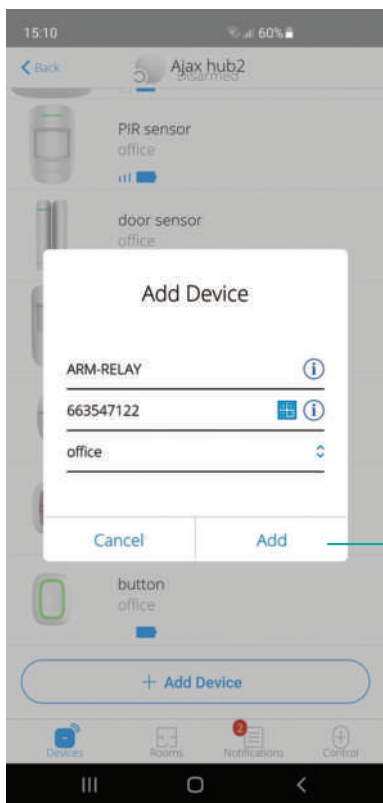 15:10
60%
Back
Ajax hub2
Disarmed
PIR sensor
office
door sensor
office
Add Device
ARM-RELAY
663547122
office
Cancel
Add
button
office
+ Add Device
2
Devices
Rooms
Notifications
Control